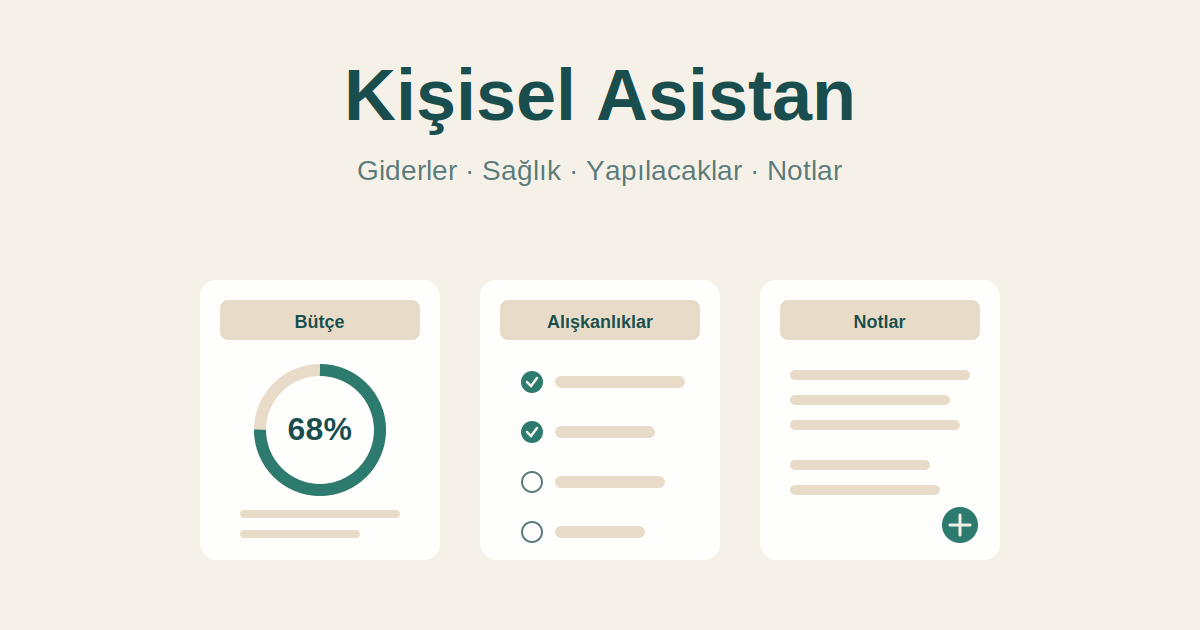 Kişisel Asistan
Giderler · Sağlık · Yapılacaklar · Notlar
Bütçe
68%
Alışkanlıklar
Notlar